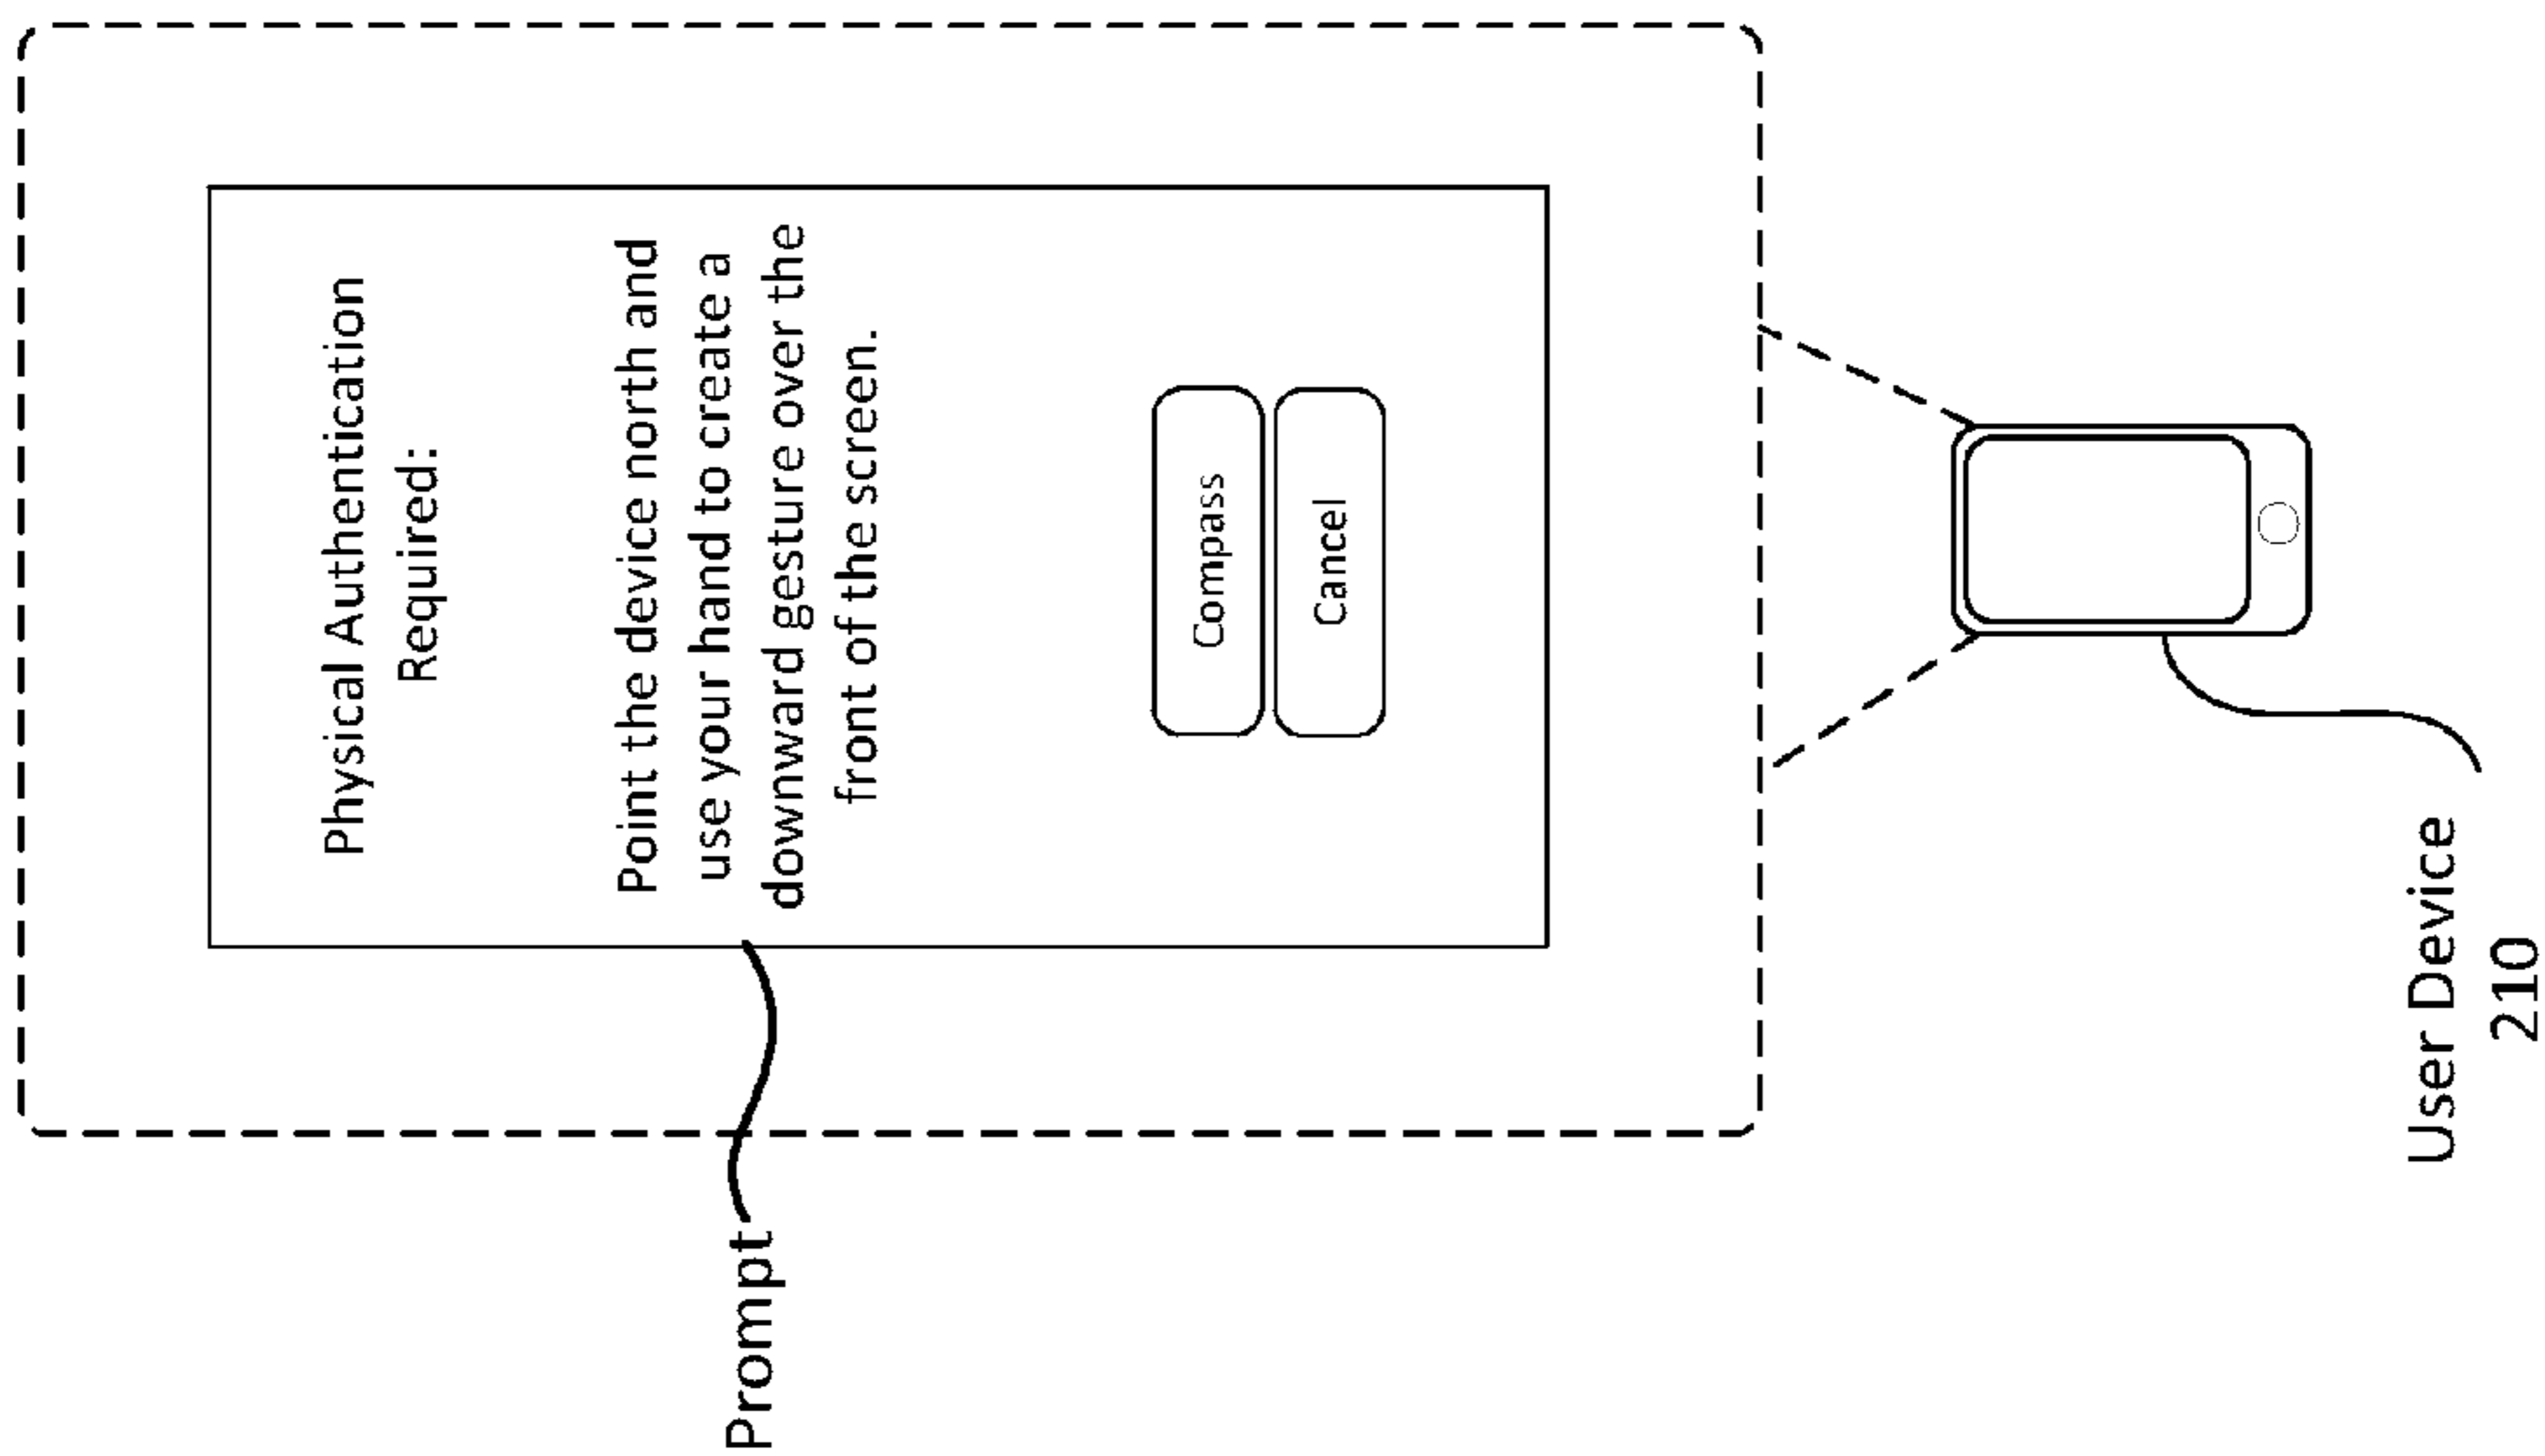 Physical Authentication
Required:
Point the device north and
use your hand to create a
downward gesture over the
front of the screen.
Compass
Cancel
Prompt
User Device
210